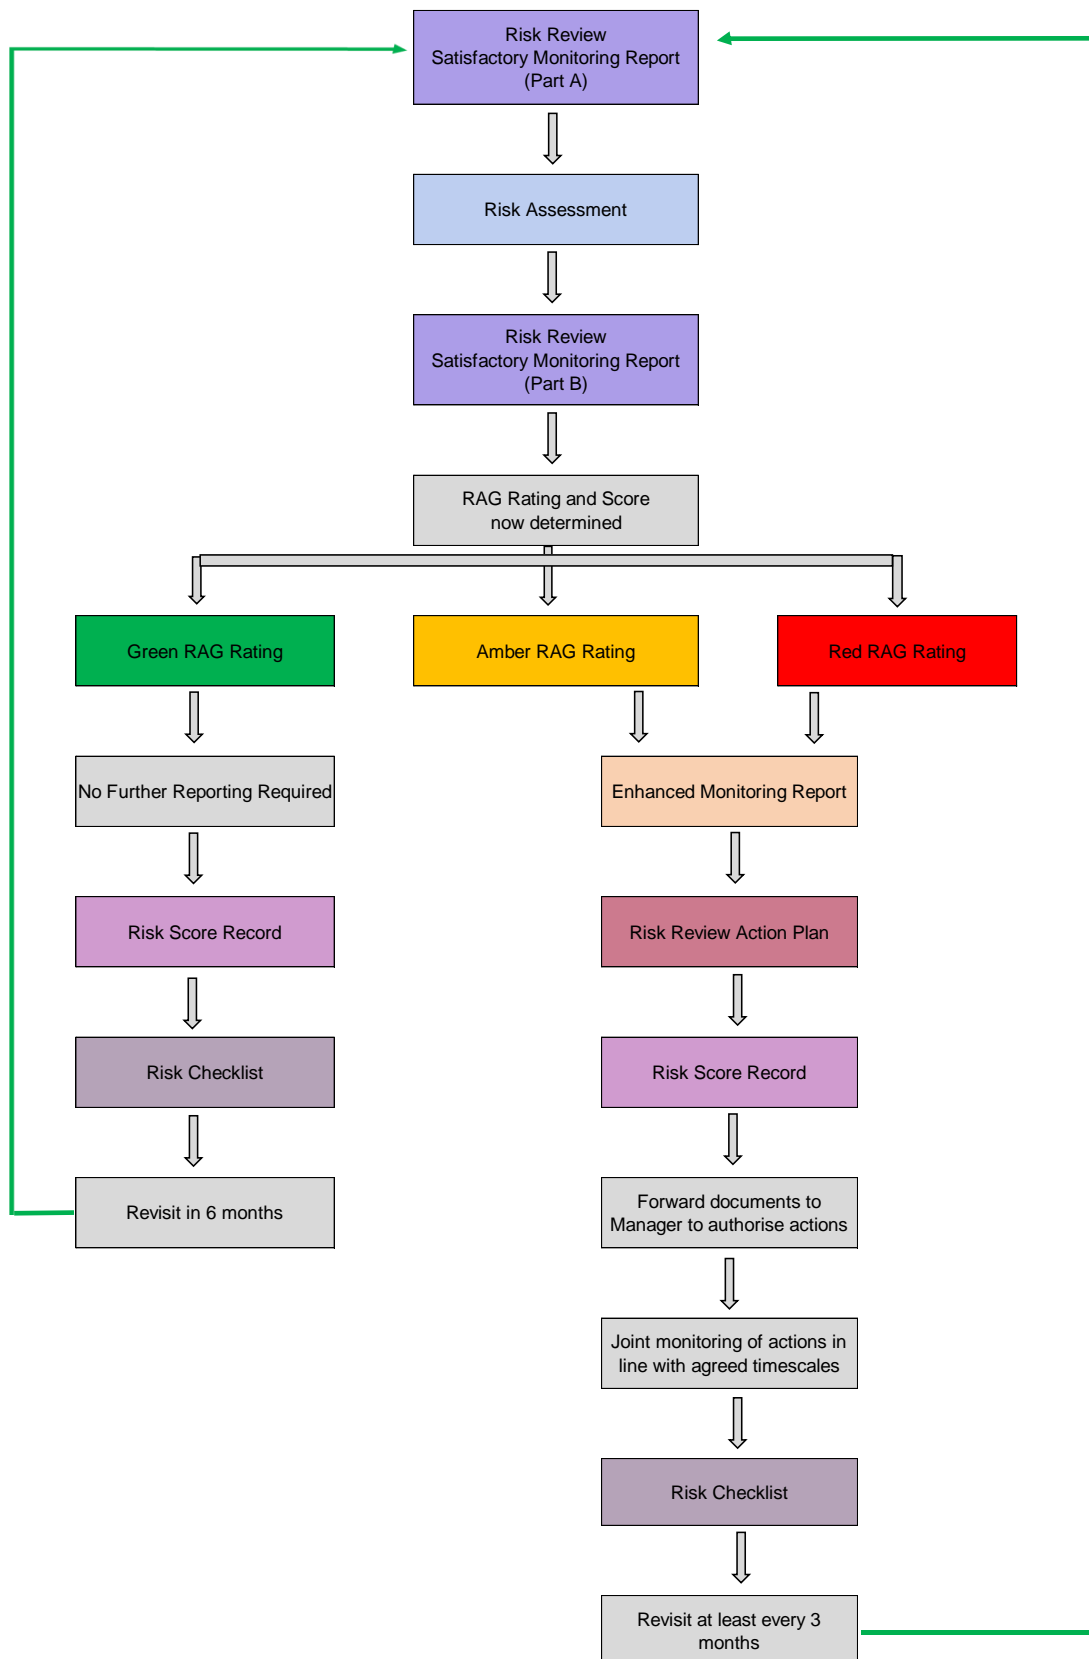 Risk Review
Satisfactory Monitoring Report
(Part A)
Risk Assessment
Risk Review
Satisfactory Monitoring Report
(Part B)
RAG Rating and Score
now determined
Green RAG Rating
Amber RAG Rating
Red RAG Rating
No Further Reporting Required
Enhanced Monitoring Report
Risk Score Record
Risk Review Action Plan
Risk Checklist
Risk Score Record
Revisit in 6 months
Forward documents to
Manager to authorise actions
Joint monitoring of actions in
line with agreed timescales
Risk Checklist
Revisit at least every 3
months